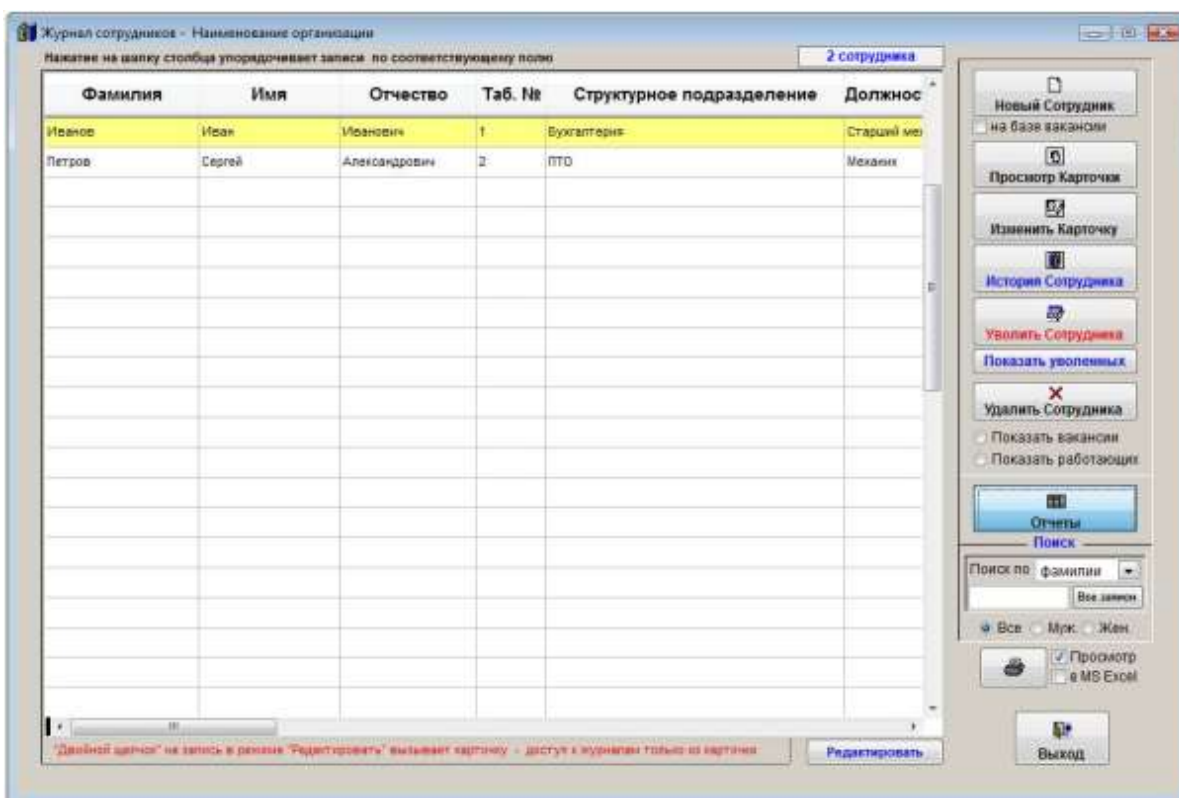 Журнал сотрудников - Наименование организации
Нажатие на шапку столбца упорядочивает записи по соответствующему полю
2 сотрудника
Фамилия Имя Отчество Таб. № Структурное подразделение Должнос
Иванов Иван Иванович 1 Бухгалтерия Старший мех
Петров Сергей Александрович 2 ПТО Механик
Новый Сотрудник
на базе вакансии
Просмотр Карточки
Изменить Карточку
История Сотрудника
Уволить Сотрудника
Показать уволенных
Удалить Сотрудника
Показать вакансии
Показать работающих
Отчеты
Поиск
Поиск по фамилии
Все записи
Все Муж. Жен.
Просмотр
в MS Excel
"Двойной щелчок" на запись в режиме "Редактировать" вызывает карточку - доступ к журналам только из карточки
Редактировать
Выход